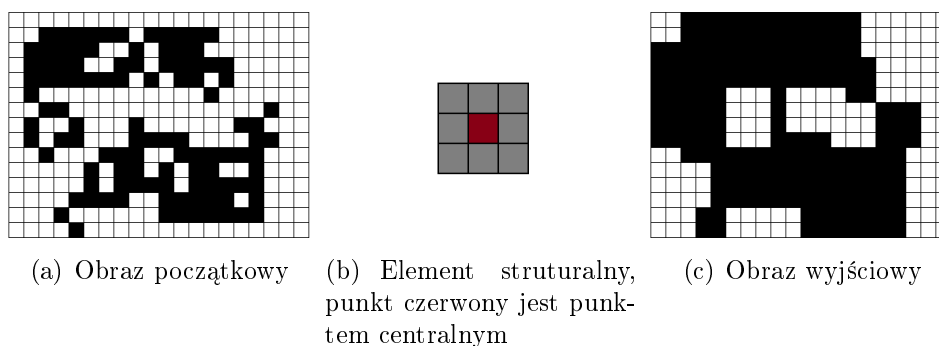 (a) Obraz początkowy
(b) Element struturalny,
punkt czerwony jest punk-
tem centralnym
(c) Obraz wyjściowy